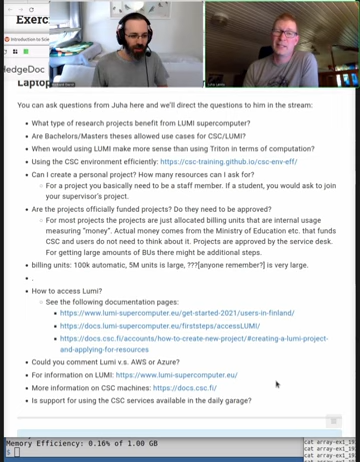 Exerc
Introduction to Sci
HedgeDoc
Laptop
You can ask questions from Juha here and we'll direct the questions to him in the stream:
• What type of research projects benefit from LUMI supercomputer?
• Are Bachelors/Masters theses allowed use cases for CSC/LUMI?
• When would using LUMI make more sense than using Triton in terms of computation?
• Using the CSC environment efficiently: https://csc-training.github.io/csc-env-eff/
• Can I create a personal project? How many resources can I ask for?
○ For a project you basically need to be a staff member. If a student, you would ask to join
your supervisor's project.
• Are the projects officially funded projects? Do they need to be approved?
○ For most projects the projects are just allocated billing units that are internal usage
measuring "money". Actual money comes from the Ministry of Education etc. that funds
CSC and users do not need to think about it. Projects are approved by the service desk.
For getting large amounts of BUs there might be additional steps.
• billing units: 100k automatic, 5M units is large, ???[anyone remember?] is very large.
• .
• How to access Lumi?
○ See the following documentation pages:
▪ https://www.lumi-supercomputer.eu/get-started-2021/users-in-finland/
▪ https://docs.lumi-supercomputer.eu/firststeps/accessLUMI/
▪ https://docs.csc.fi/accounts/how-to-create-new-project/#creating-a-lumi-project-
and-applying-for-resources
• Could you comment Lumi v.s. AWS or Azure?
• For information on LUMI: https://www.lumi-supercomputer.eu/
• More information on CSC machines: https://docs.csc.fi/
• Is support for using the CSC services available in the daily garage?
Memory Efficiency: 0.16% of 1.00 GB
$
cat array-ex1_19
cat array-ex1_19